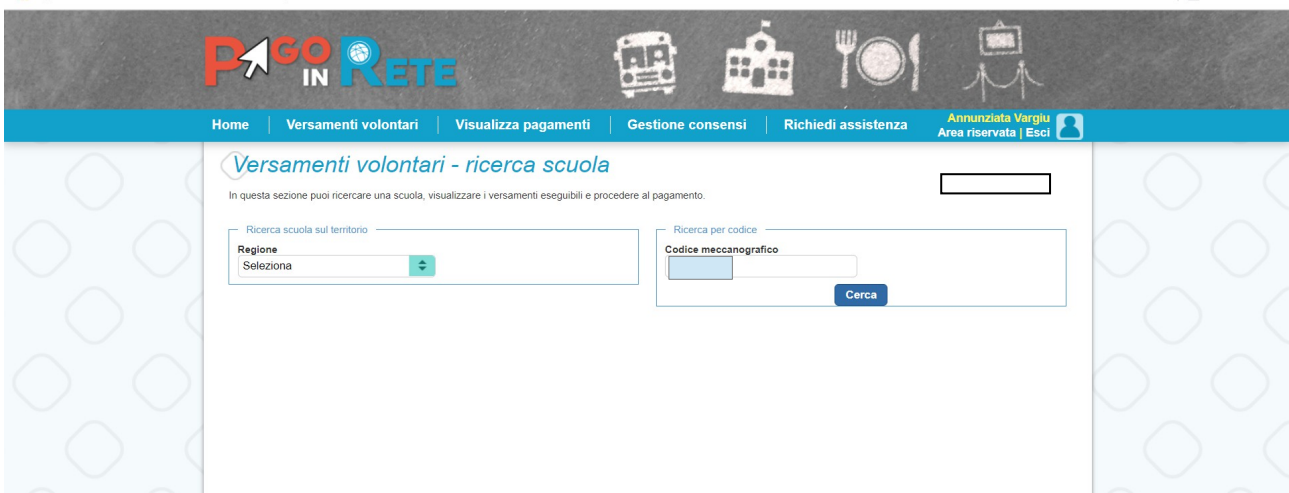 PAGO
IN RETE
Home | Versamenti volontari | Visualizza pagamenti | Gestione consensi | Richiedi assistenza
Annunziata Vargiu
Area riservata | Esci
Versamenti volontari - ricerca scuola
In questa sezione puoi ricercare una scuola, visualizzare i versamenti eseguibili e procedere al pagamento.
Ricerca scuola sul territorio
Regione
Seleziona
Ricerca per codice
Codice meccanografico
Cerca